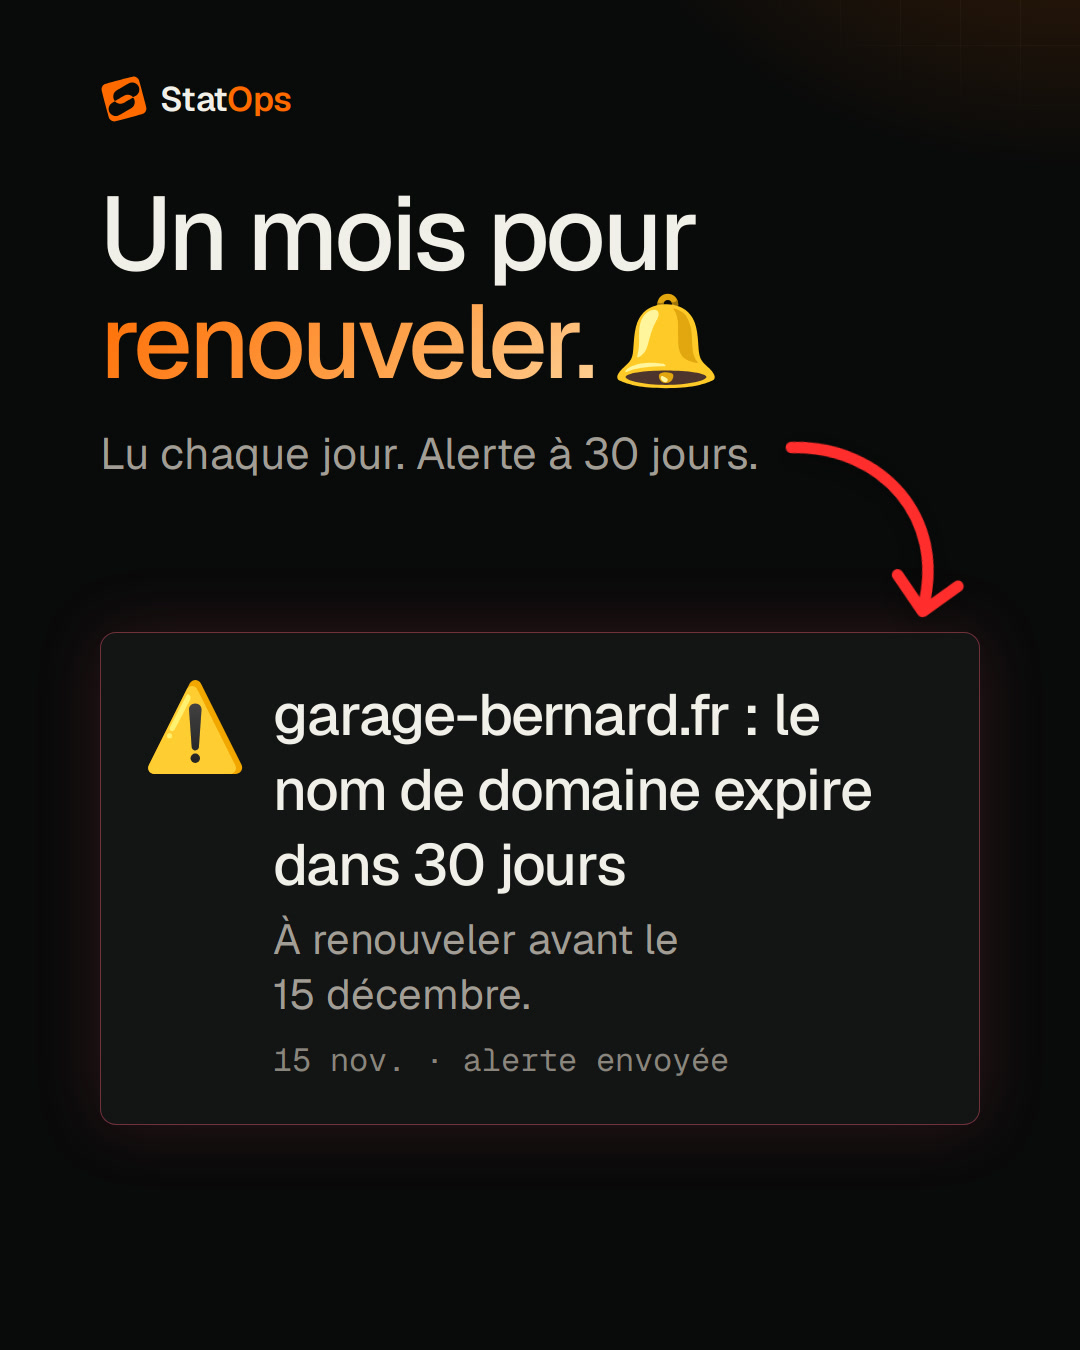 StatOps
Un mois pour
renouveler. 🔔
Lu chaque jour. Alerte à 30 jours.
garage-bernard.fr : le
nom de domaine expire
dans 30 jours
À renouveler avant le
15 décembre.
15 nov. · alerte envoyée